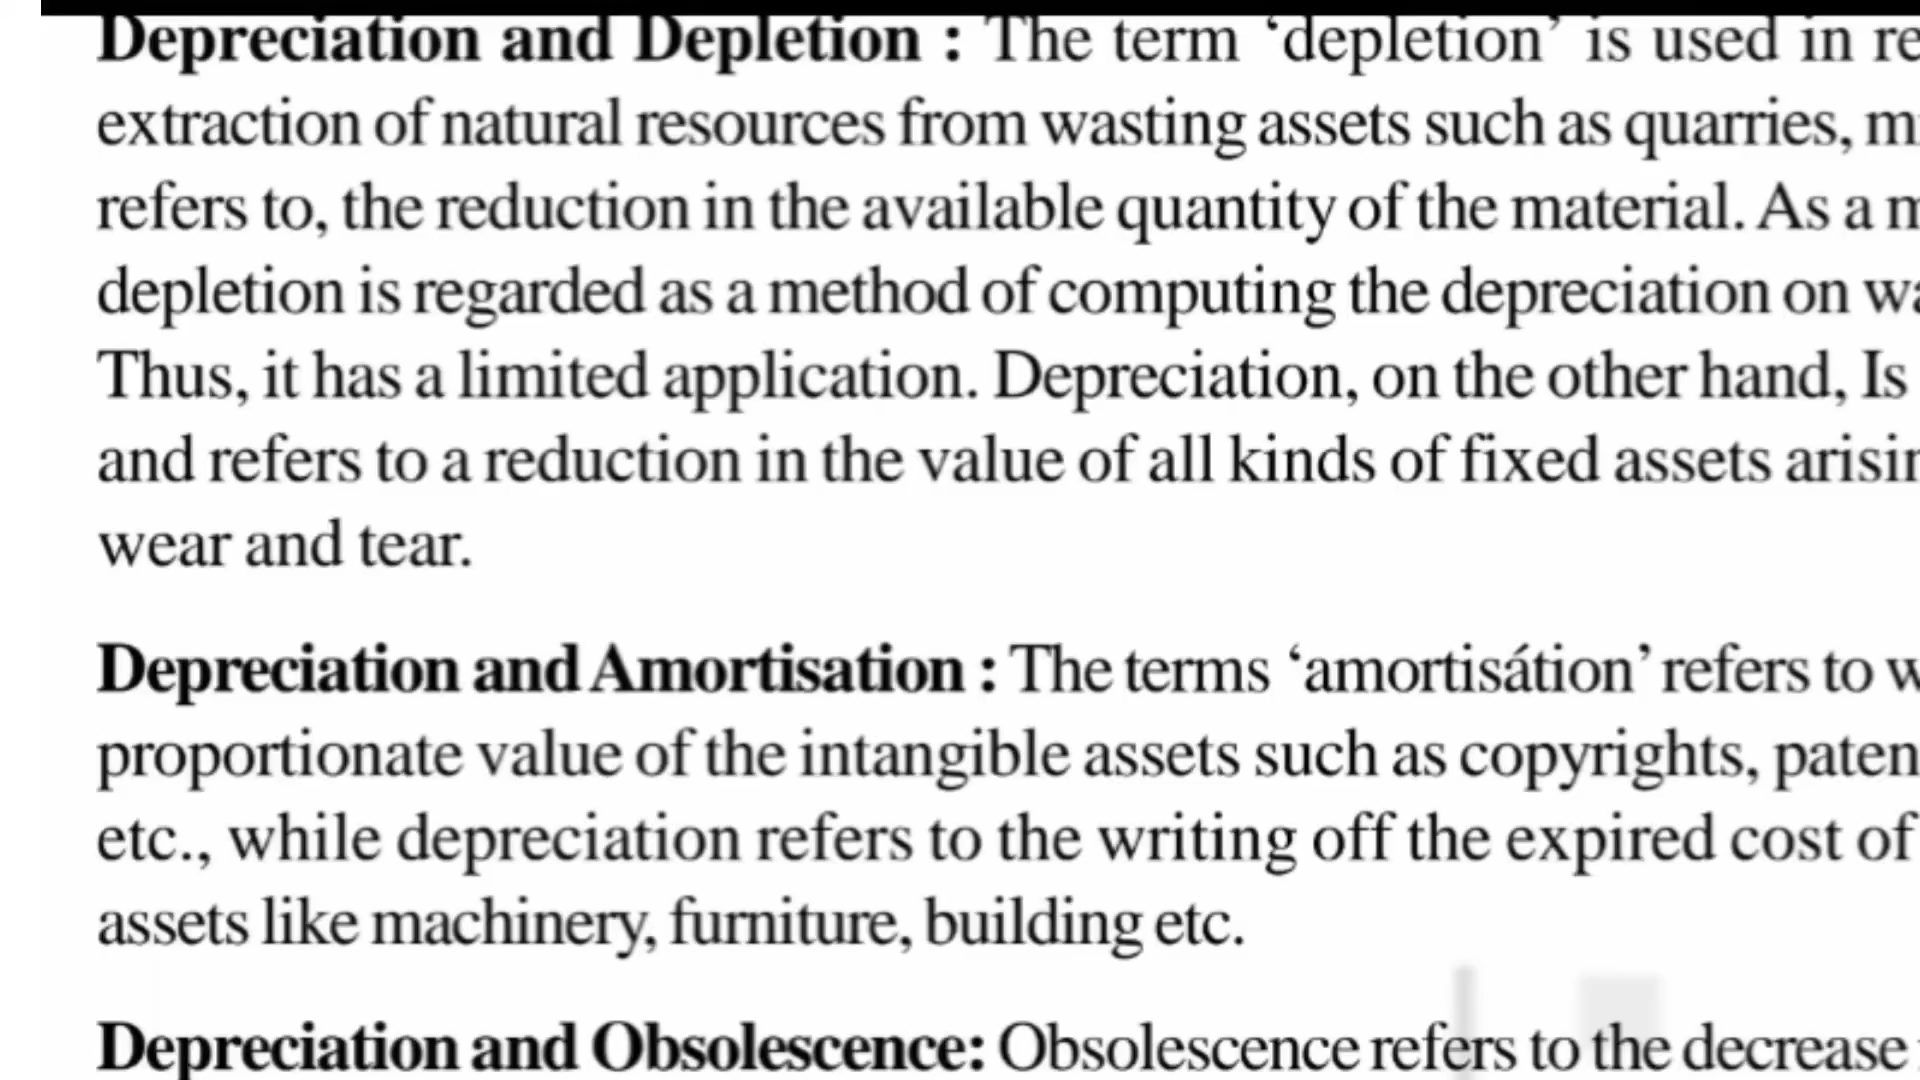 Depreciation and Depletion : The term ‘depletion’ is used in
extraction of natural resources from wasting assets such as quarries,
refers to, the reduction in the available quantity of the material. As a
depletion is regarded as a method of computing the depreciation on
Thus, it has a limited application. Depreciation, on the other hand, Is
and refers to a reduction in the value of all kinds of fixed assets
wear and tear.
Depreciation and Amortisation : The terms ‘amortisátion’ refers to
proportionate value of the intangible assets such as copyrights,
etc., while depreciation refers to the writing off the expired cost of
assets like machinery, furniture, building etc.
Depreciation and Obsolescence: Obsolescence refers to the decrease